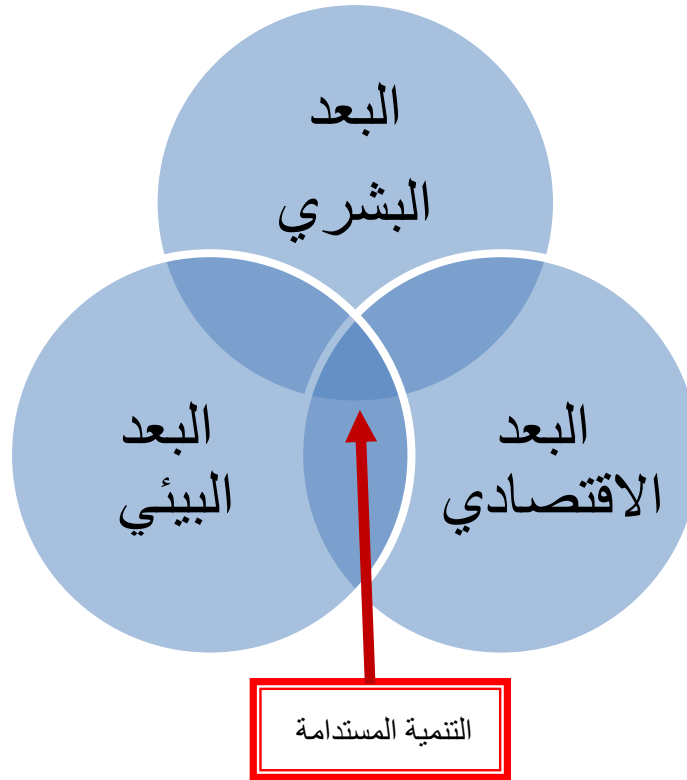 البعد
البشري
البعد
الاقتصادي
البعد
البيئي
التنمية المستدامة